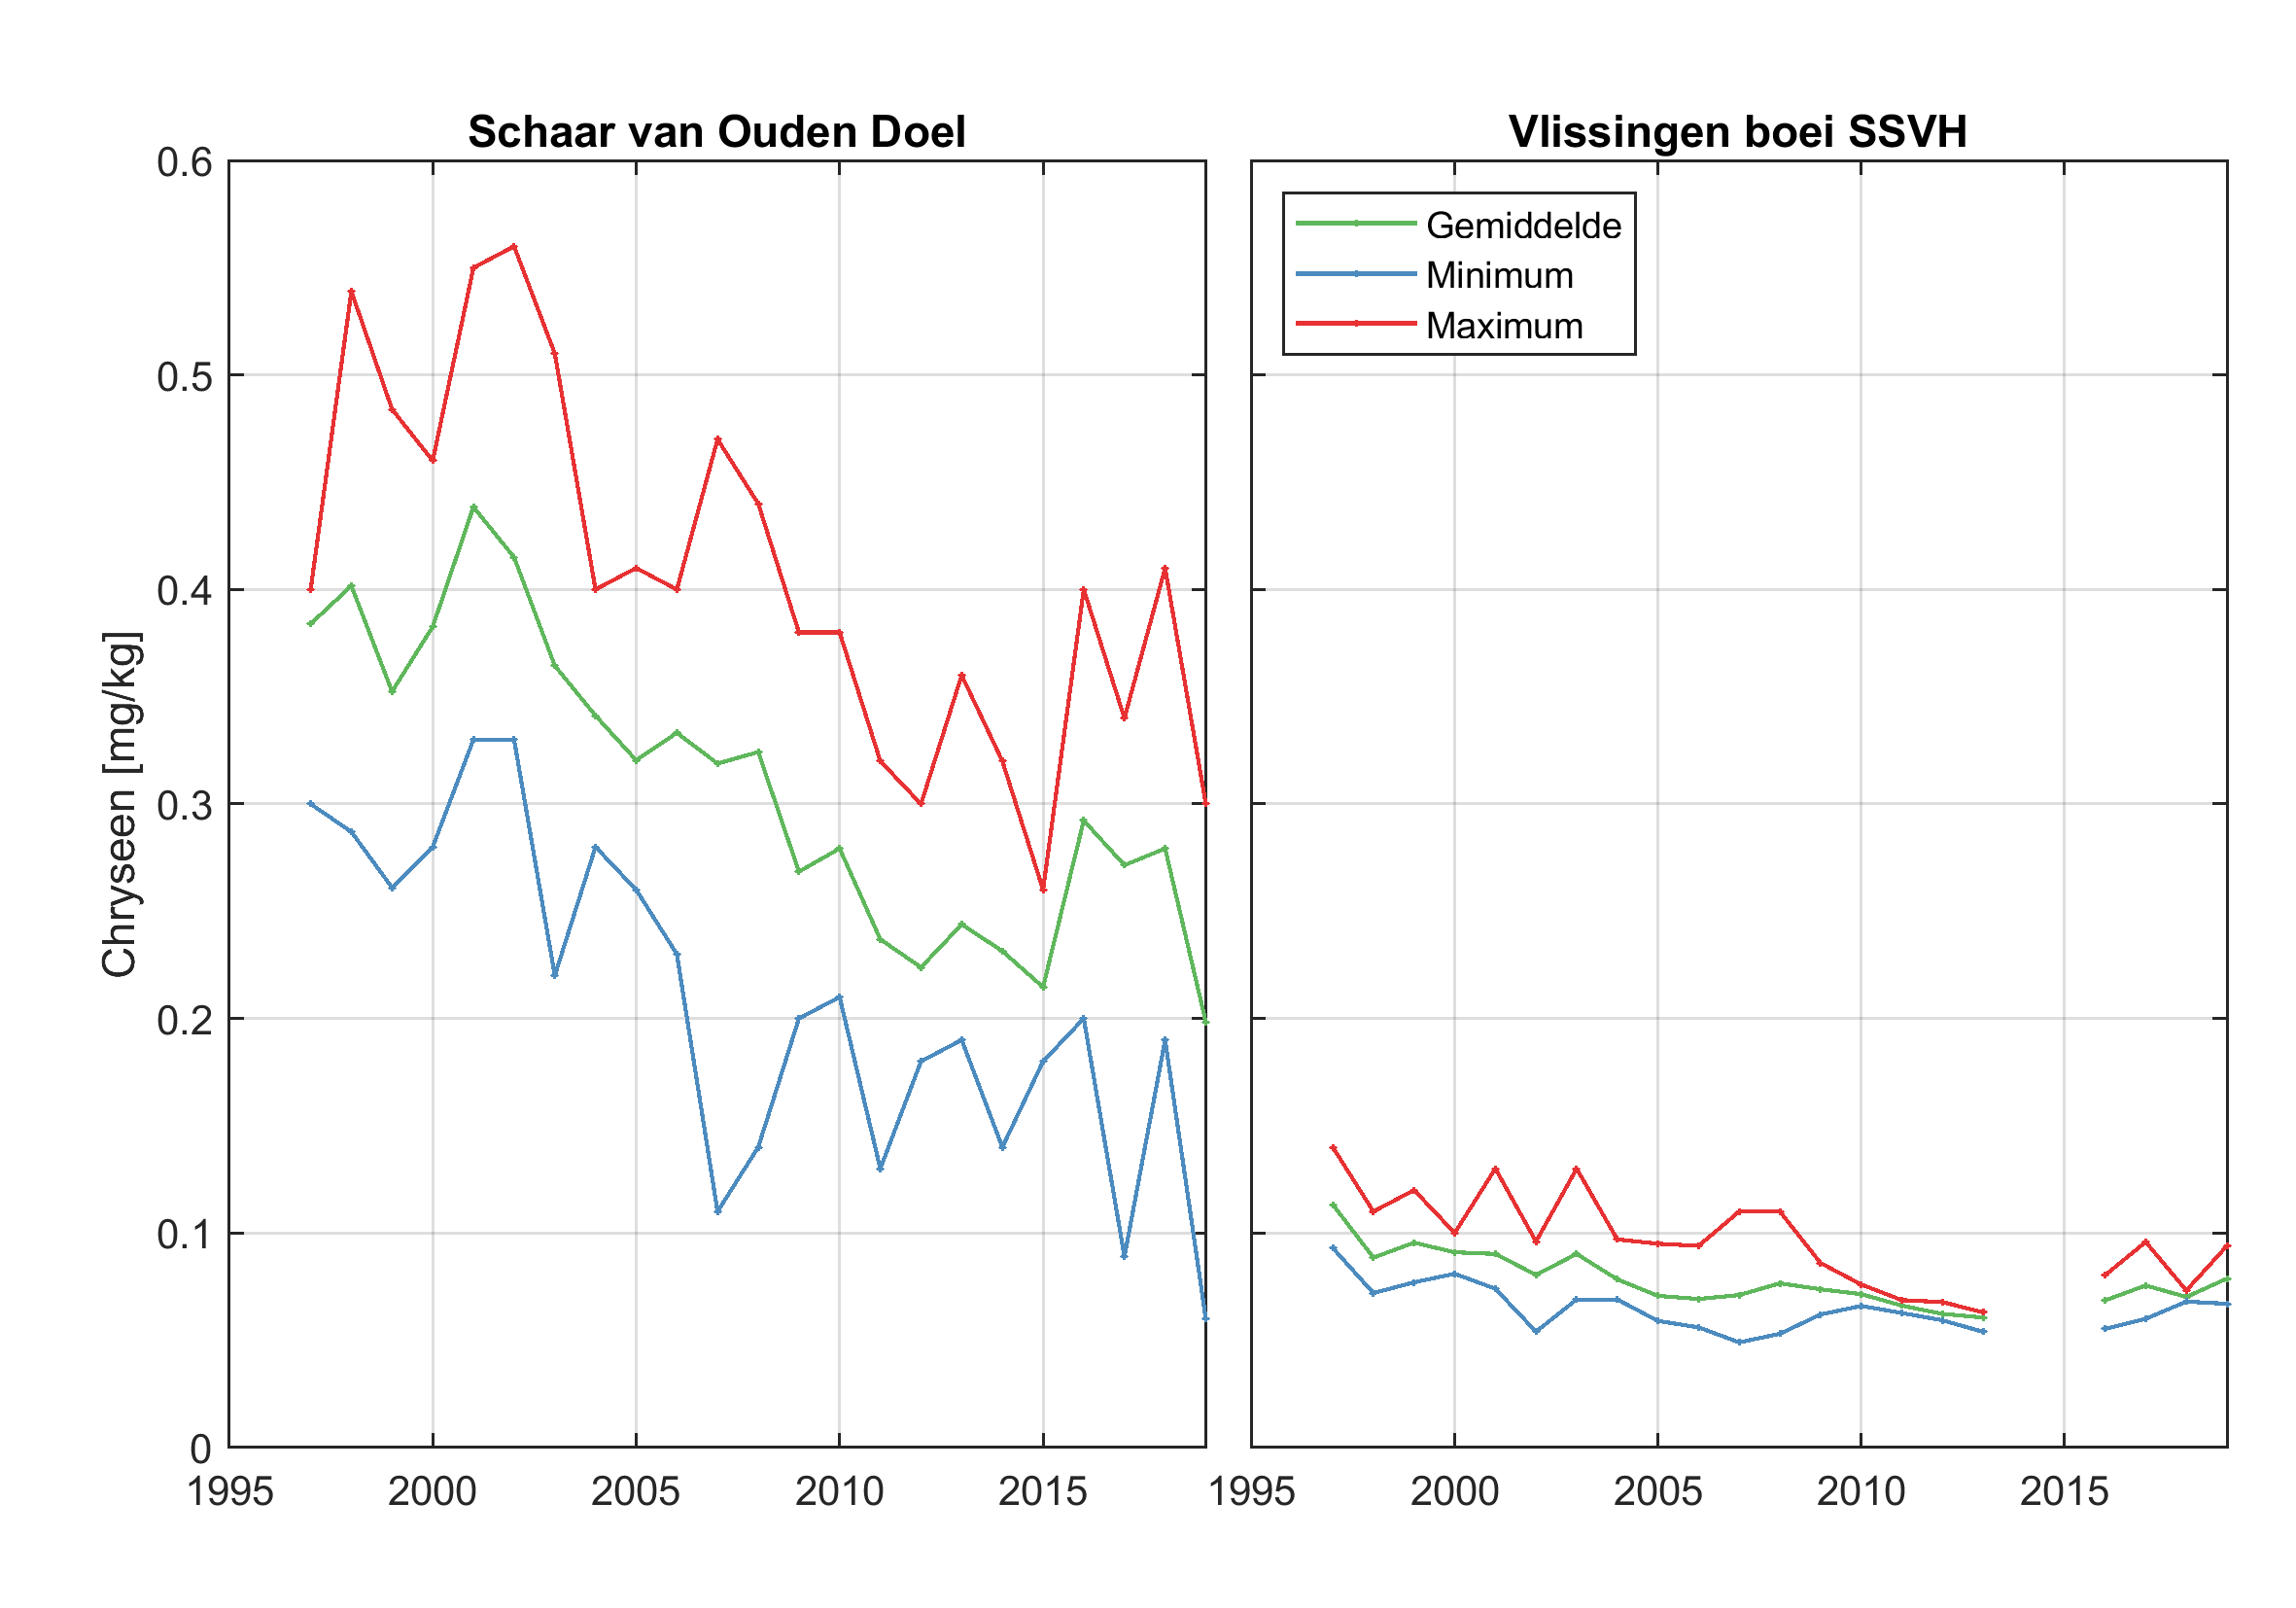 Schaar van Ouden Doel
Vlissingen boei SSVH
Chryseen [mg/kg]
0.6
0.5
0.4
0.3
0.2
0.1
0
1995
2000
2005
2010
2015
Gemiddelde
Minimum
Maximum
1995
2000
2005
2010
2015